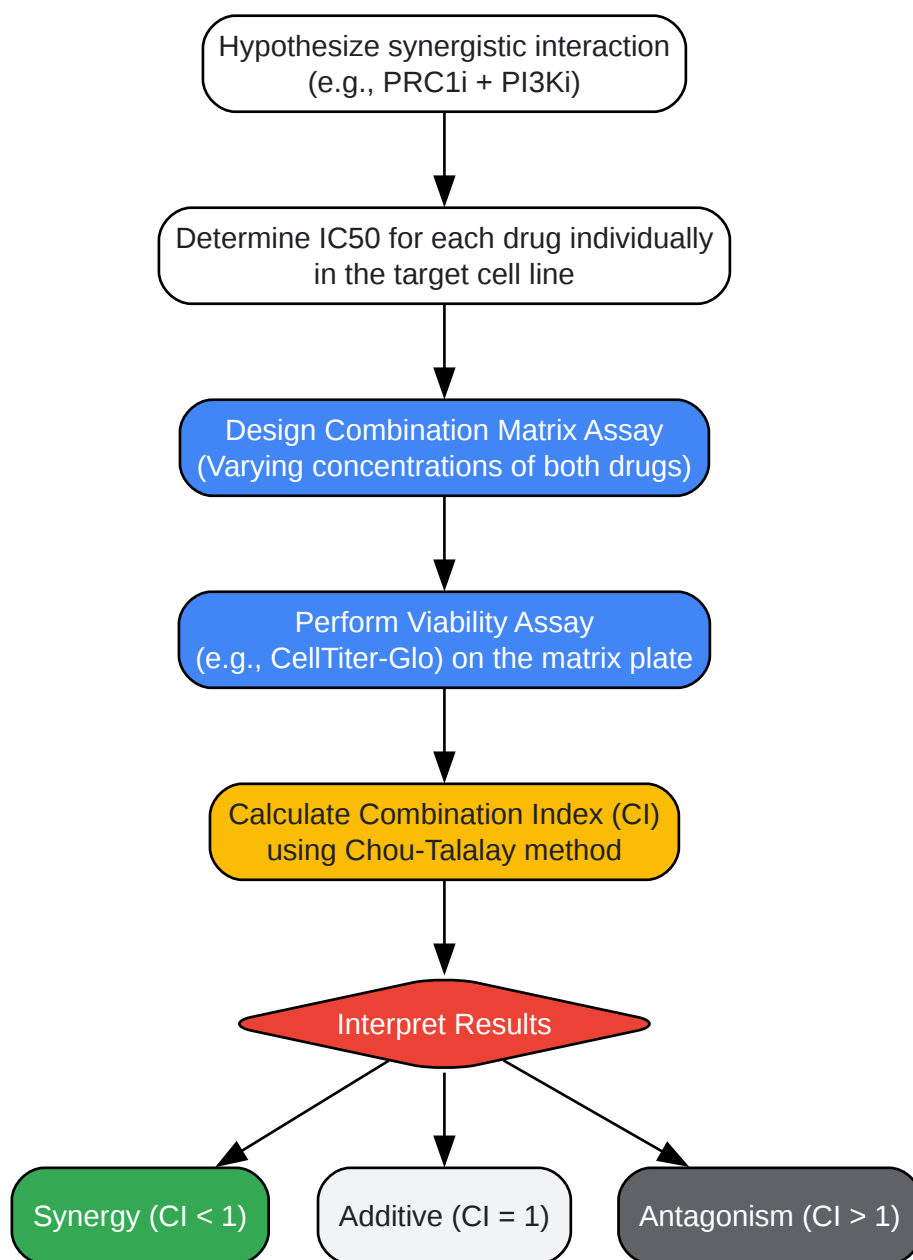 Hypothesize synergistic interaction
(e.g., PRC1i + PI3Ki)
Determine IC50 for each drug individually
in the target cell line
Design Combination Matrix Assay
(Varying concentrations of both drugs)
Perform Viability Assay
(e.g., CellTiter-Glo) on the matrix plate
Calculate Combination Index (CI)
using Chou-Talalay method
Interpret Results
Synergy (CI < 1)
Additive (CI = 1)
Antagonism (CI > 1)